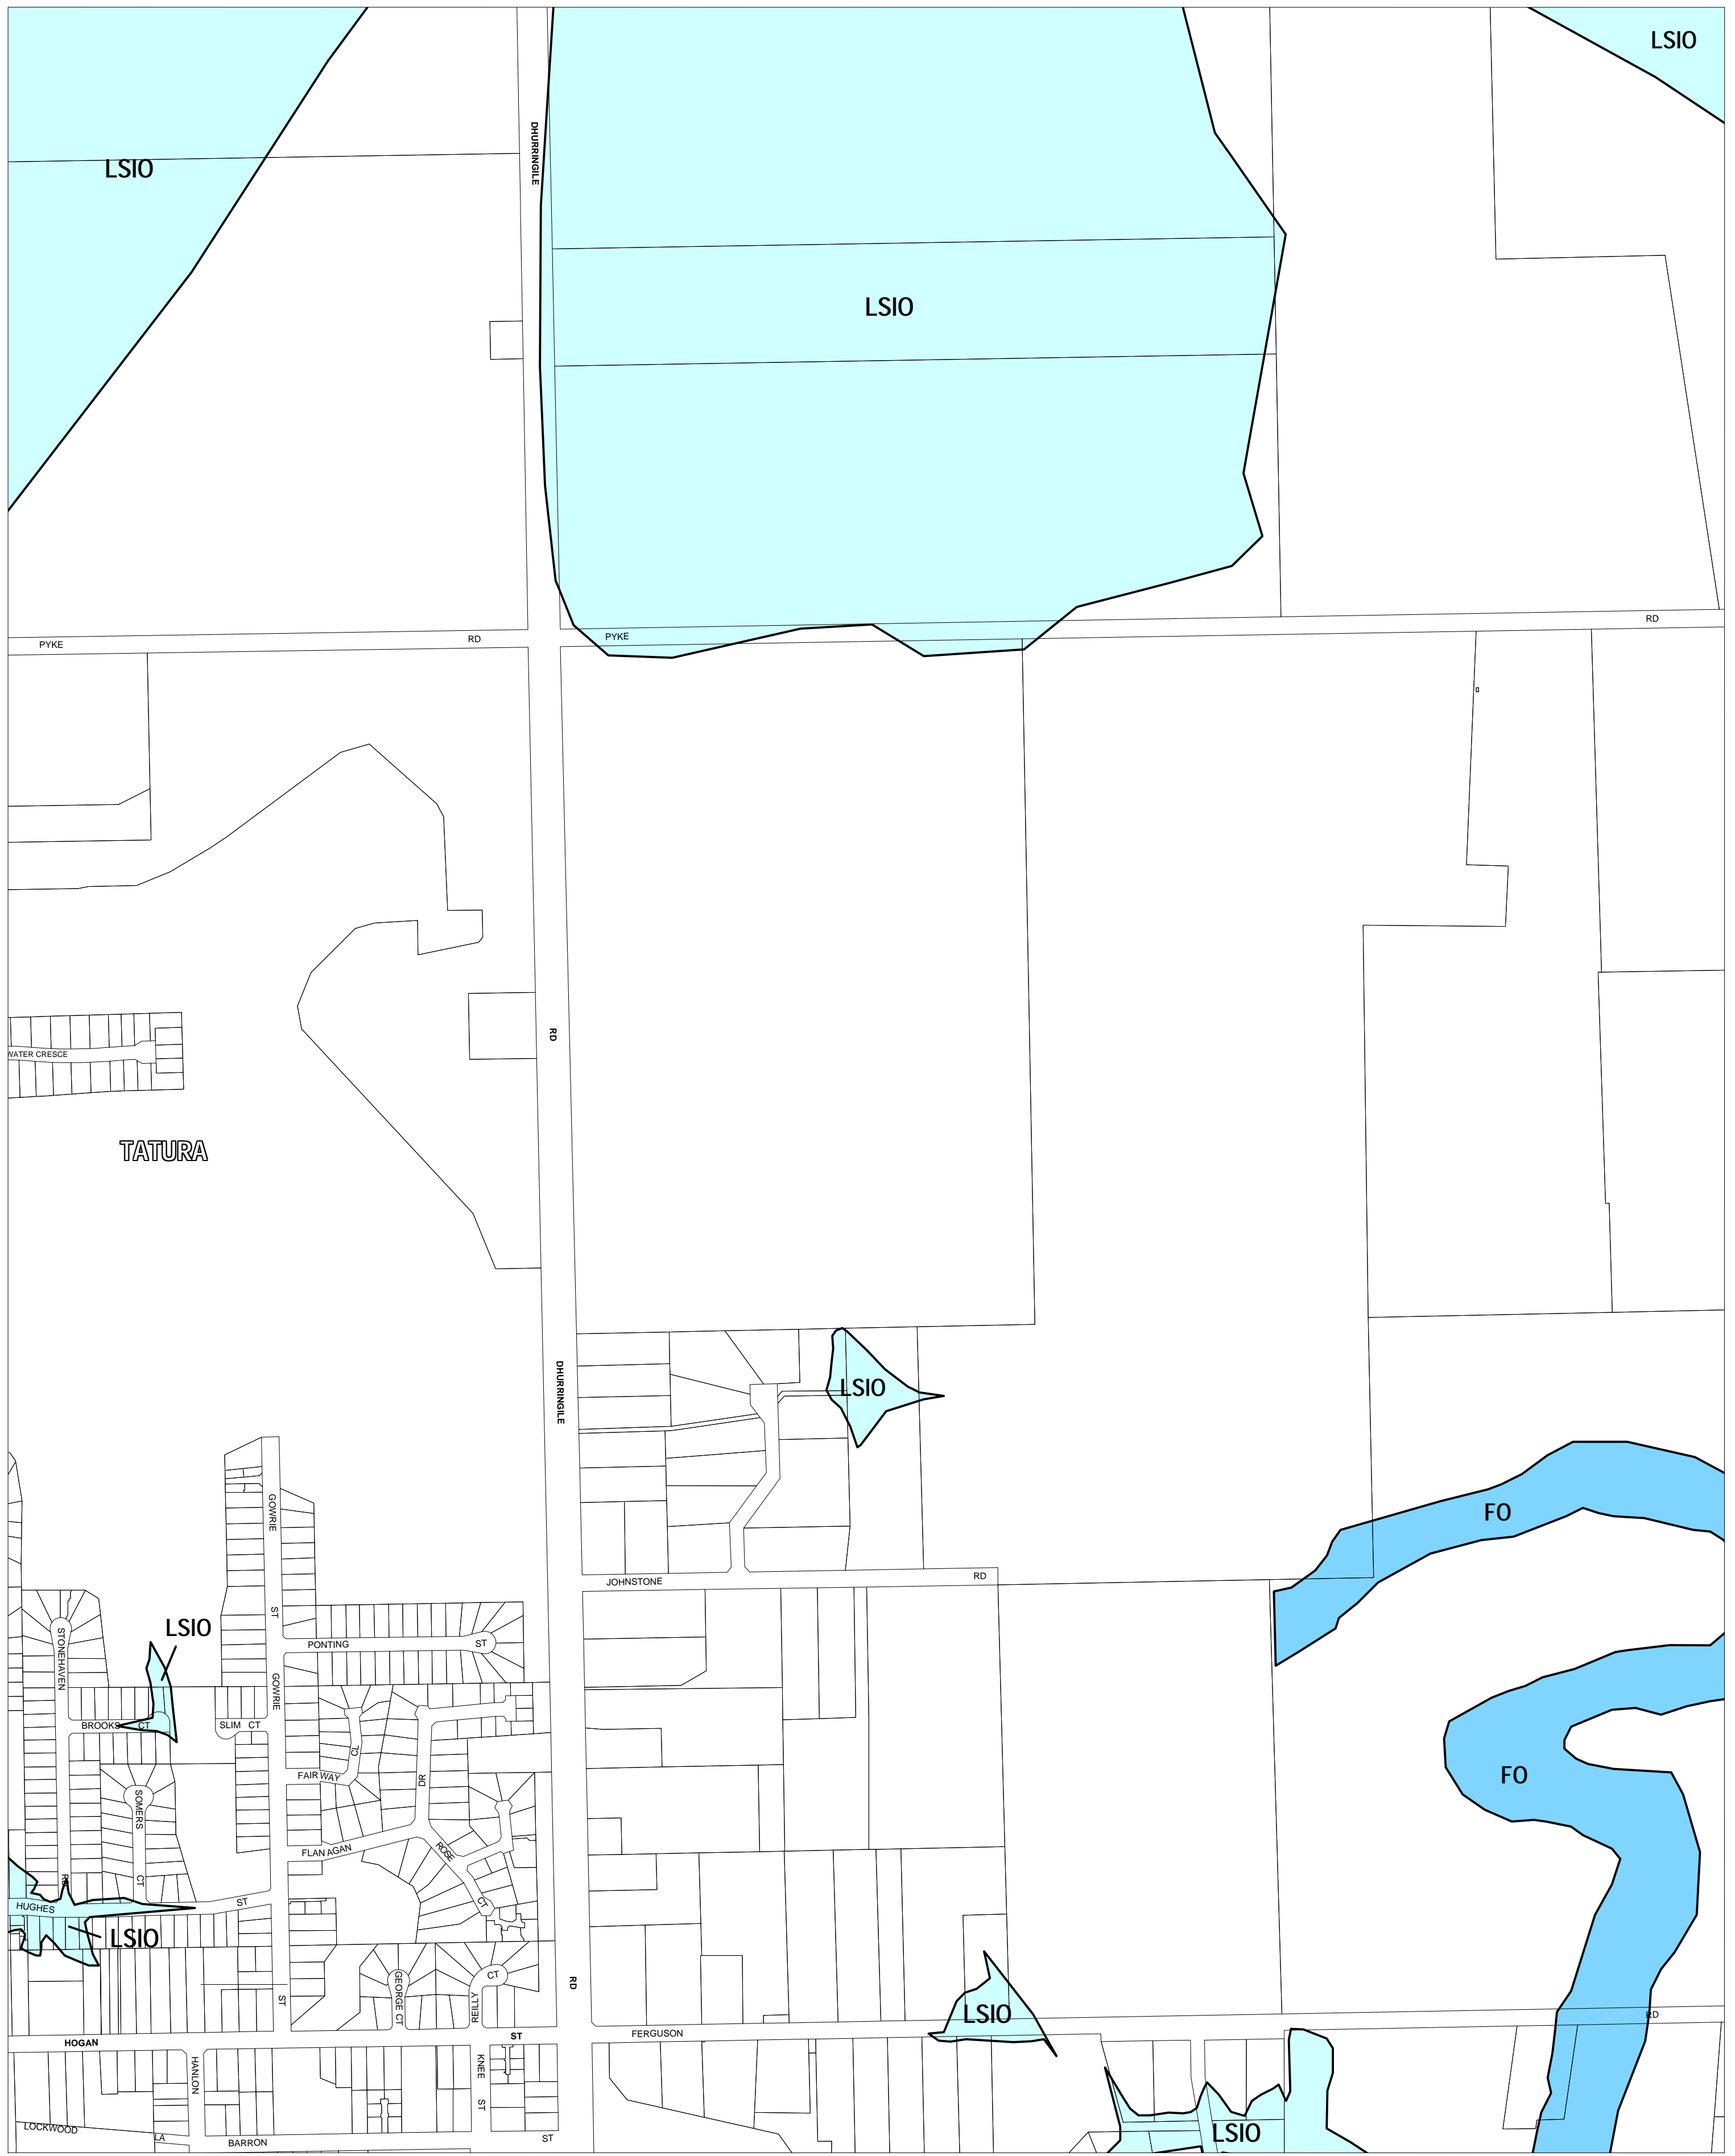 LSIO
LSIO
DHURRINGILE
LSIO
PYKE
RD
PYKE
RD
RD
WATER CRESCE
TATURA
DHURRINGILE
LSIO
GOWRIE
ST
FO
JOHNSTONE
RD
LSIO
STONEHAVEN
RD
PONTING
ST
GOWRIE
ST
BROOKS CT
SLIM CT
CL
FAIRWAY
DR
FO
SOMERS
CT
FLANAGAN
ROSE
CT
HUGHES
ST
LSIO
GEORGE CT
REILLY
CT
RD
LSIO
HOGAN
ST
FERGUSON
RD
HANLON
KNEE
ST
LOCKWOOD
LA
BARRON
ST
LSIO